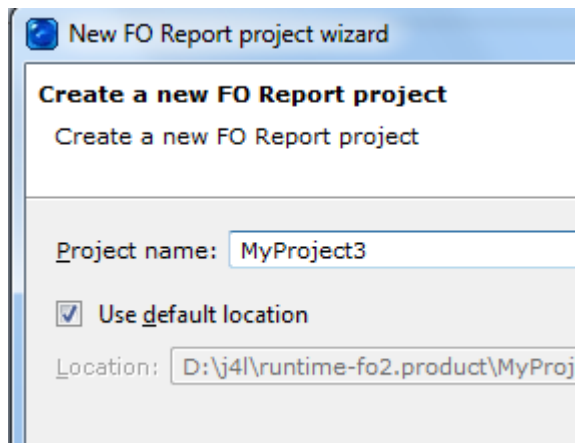 New FO Report project wizard
Create a new FO Report project
Create a new FO Report project
Project name: MyProject3
Use default location
Location: D:\j4l\runtime-fo2.product\MyProj